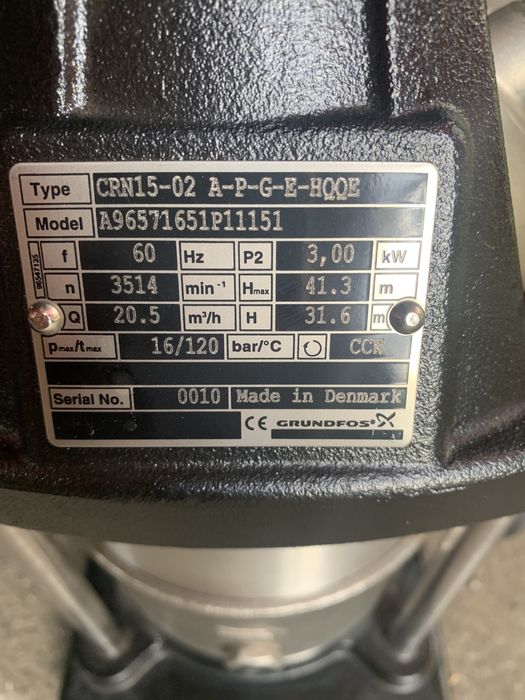 Type CRN15-02 A-P-G-E-HQQE
Model A96571651P11151
f 60 Hz P2 3,00 kW
n 3514 min⁻¹ Hmax 41.3 m
Q 20.5 m³/h H 31.6 m
96547135
pmax/tmax 16/120 bar/°C CCW
Serial No. 0010 Made in Denmark
CE GRUNDFOS